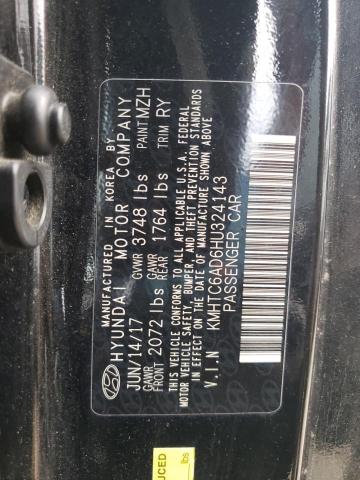 MANUFACTURED IN KOREA BY
HYUNDAI MOTOR COMPANY
JUN/14/17 GVWR 3748 lbs PAINT MZH
GAWR FRONT 2072 lbs GAWR REAR 1764 lbs TRIM RY
THIS VEHICLE CONFORMS TO ALL APPLICABLE U.S.A. FEDERAL
MOTOR VEHICLE SAFETY, BUMPER, AND THEFT PREVENTION STANDARDS
IN EFFECT ON THE DATE OF MANUFACTURE SHOWN ABOVE
V.I.N KMHTC6AD6HU324143
PASSENGER CAR
UCED
lbs